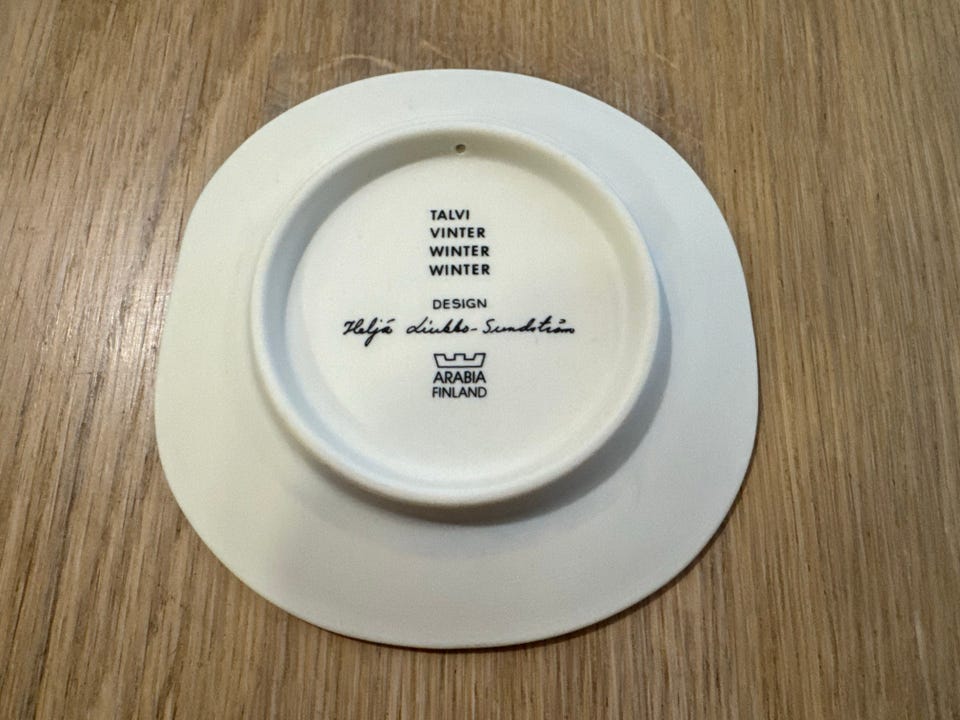 TALVI
VINTER
WINTER
WINTER
DESIGN
Heljä Liukko-Sundström
ARABIA
FINLAND